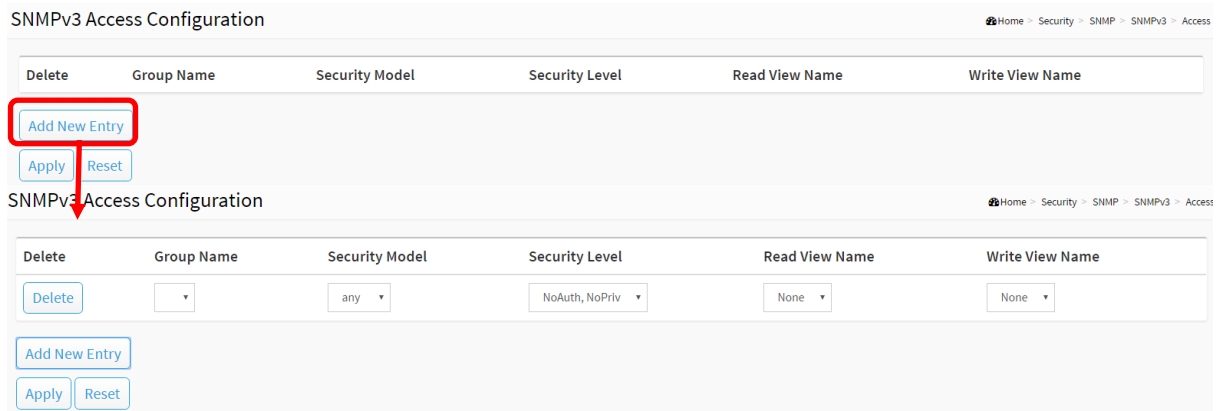 SNMPv3 Access Configuration
Home > Security > SNMP > SNMPv3 > Access
Delete Group Name Security Model Security Level Read View Name Write View Name
Add New Entry
Apply Reset
SNMPv3 Access Configuration
Home > Security > SNMP > SNMPv3 > Access
Delete Group Name Security Model Security Level Read View Name Write View Name
Delete any NoAuth, NoPriv None None
Add New Entry
Apply Reset